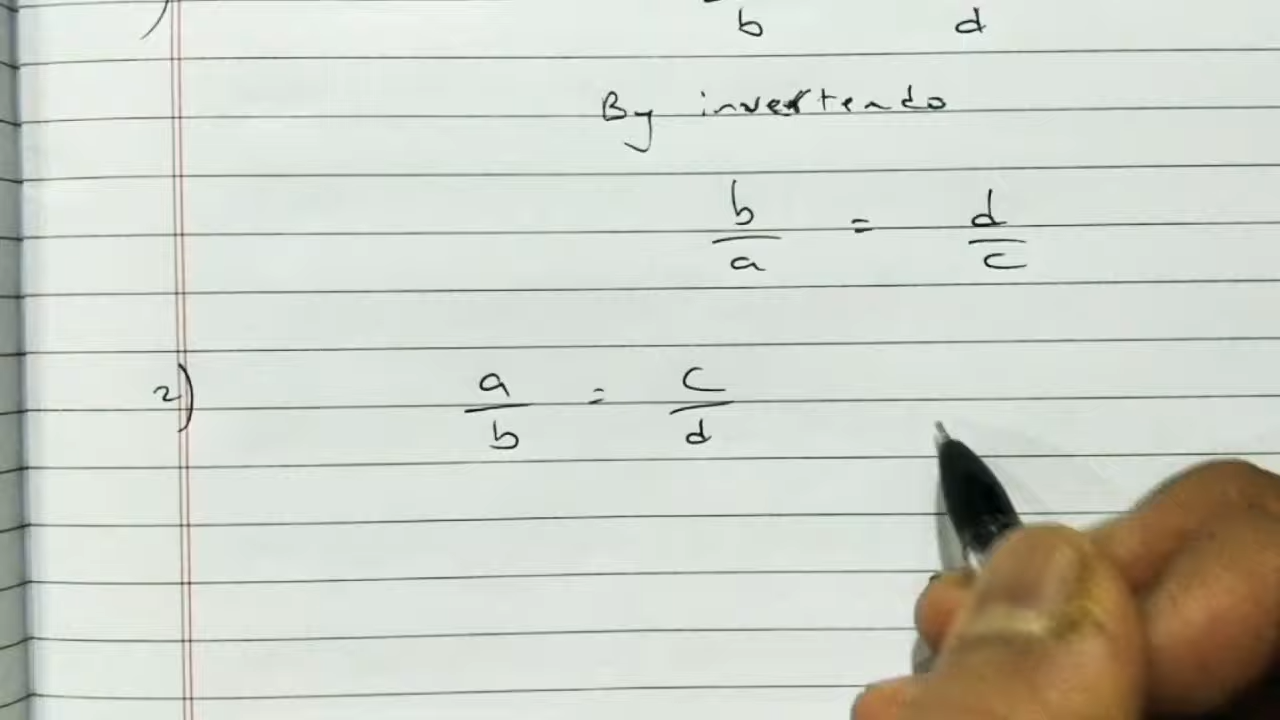 ) b d
By invertendo
b/a = d/c
2) a/b = c/d